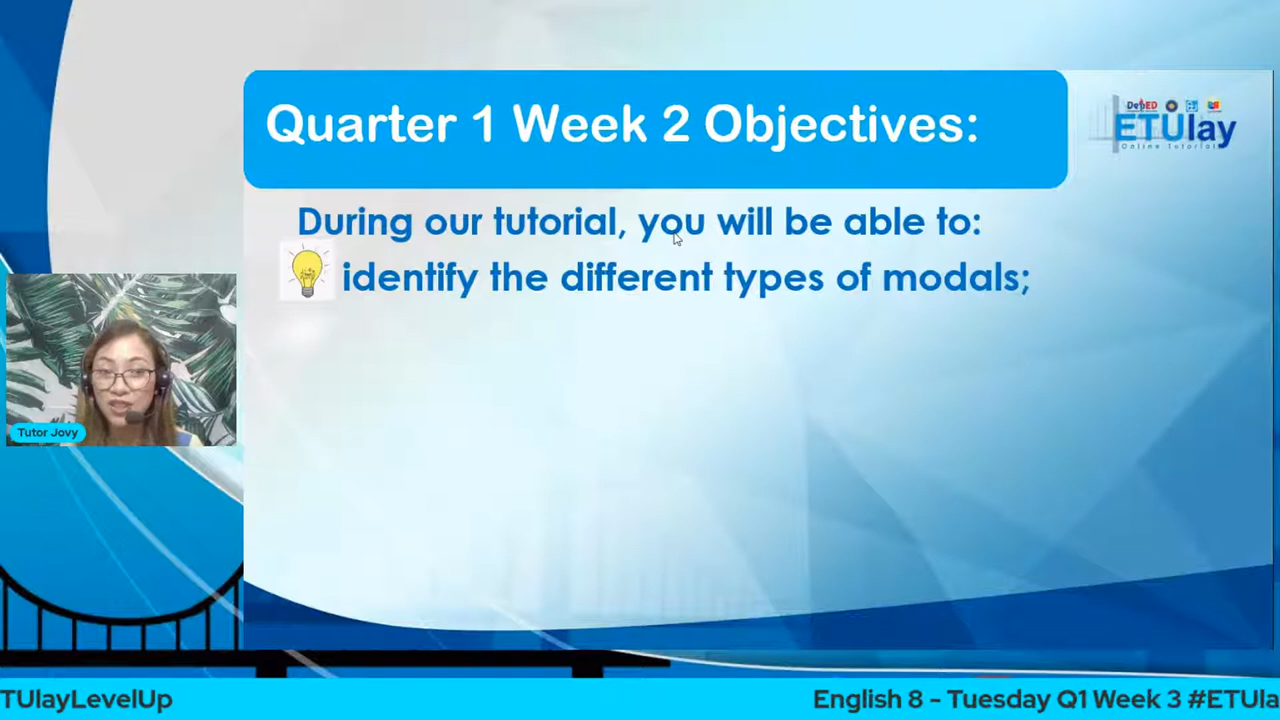 Quarter 1 Week 2 Objectives:
DepED
ETUlay
Online Tutorial
During our tutorial, you will be able to:
identify the different types of modals;
Tutor Jovy
TUlayLevelUp
English 8 - Tuesday Q1 Week 3 #ETUla